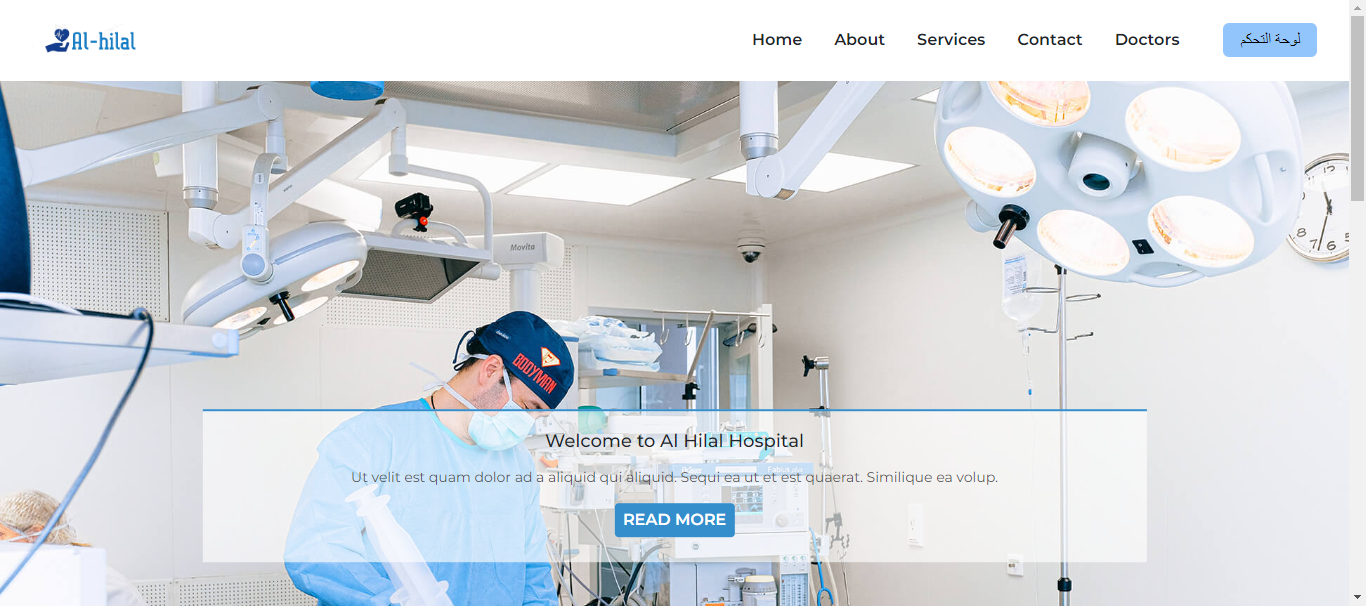 Al-hilal
Home
About
Services
Contact
Doctors
لوحة التحكم
Movita
BODYMAN
Welcome to Al Hilal Hospital
Ut velit est quam dolor ad a aliquid qui aliquid. Sequi ea ut et est quaerat. Similique ea volup.
READ MORE